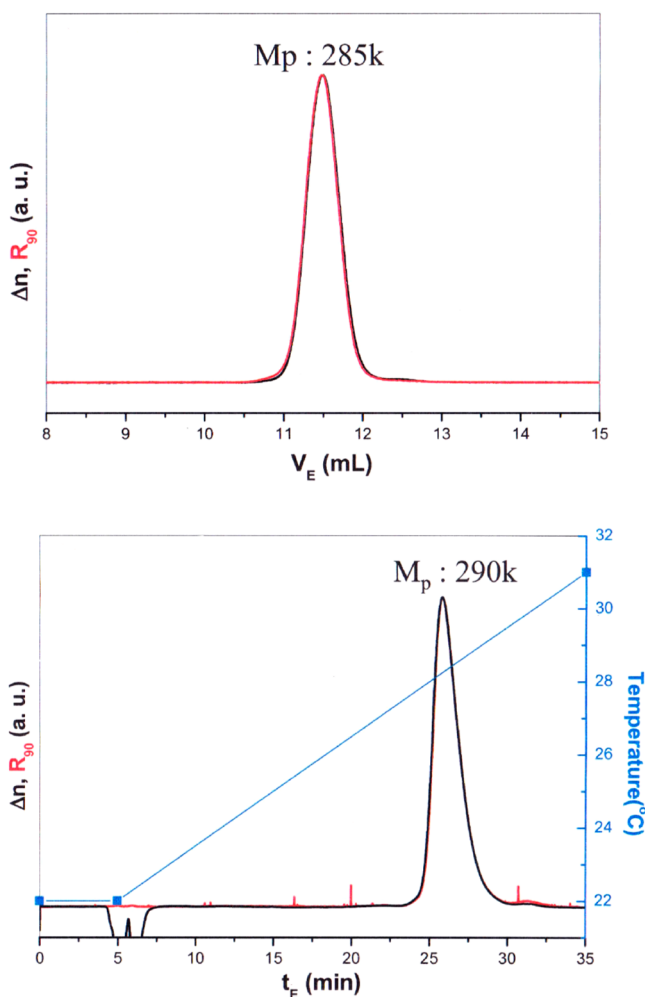 Mp : 285k
Δn, R90 (a. u.)
8 9 10 11 12 13 14 15
VE (mL)
Mp : 290k
Δn, R90 (a. u.)
32
30
28
26
24
22
Temperature(oC)
0 5 10 15 20 25 30 35
tE (min)